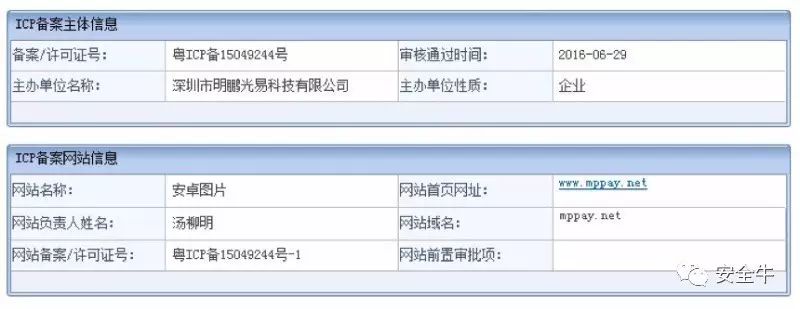 ICP备案主体信息
备案/许可证号： 粤ICP备15049244号 审核通过时间： 2016-06-29
主办单位名称： 深圳市明鹏光易科技有限公司 主办单位性质： 企业
ICP备案网站信息
网站名称： 安卓图片 网站首页网址： www.mppay.net
网站负责人姓名： 汤柳明 网站域名： mppay.net
网站备案/许可证号： 粤ICP备15049244号-1 网站前置审批项：
安全牛